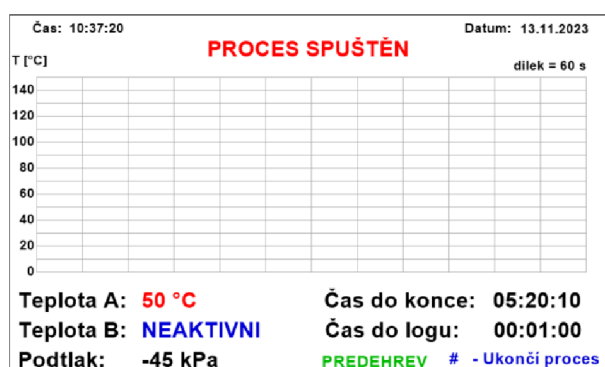 Čas: 10:37:20 Datum: 13.11.2023
PROCES SPUŠTĚN
T [°C] dílek = 60 s
140
120
100
80
60
40
20
0
Teplota A: 50 °C Čas do konce: 05:20:10
Teplota B: NEAKTIVNI Čas do logu: 00:01:00
Podtlak: -45 kPa PREDEHREV # - Ukončí proces